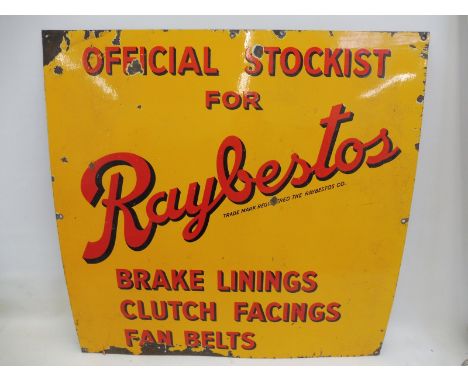 OFFICIAL STOCKIST
FOR
Raybestos
TRADE MARK REGISTERED THE RAYBESTOS CO.
BRAKE LININGS
CLUTCH FACINGS
FAN BELTS